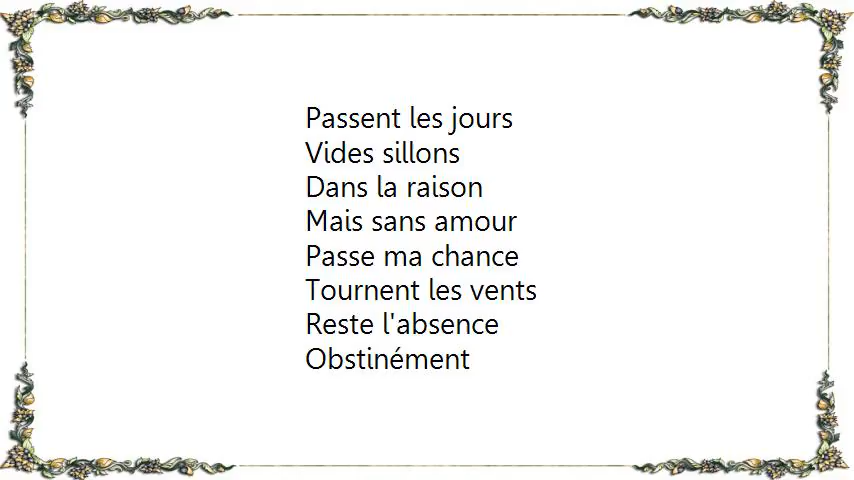 Passent les jours
Vides sillons
Dans la raison
Mais sans amour
Passe ma chance
Tournent les vents
Reste l'absence
Obstinément